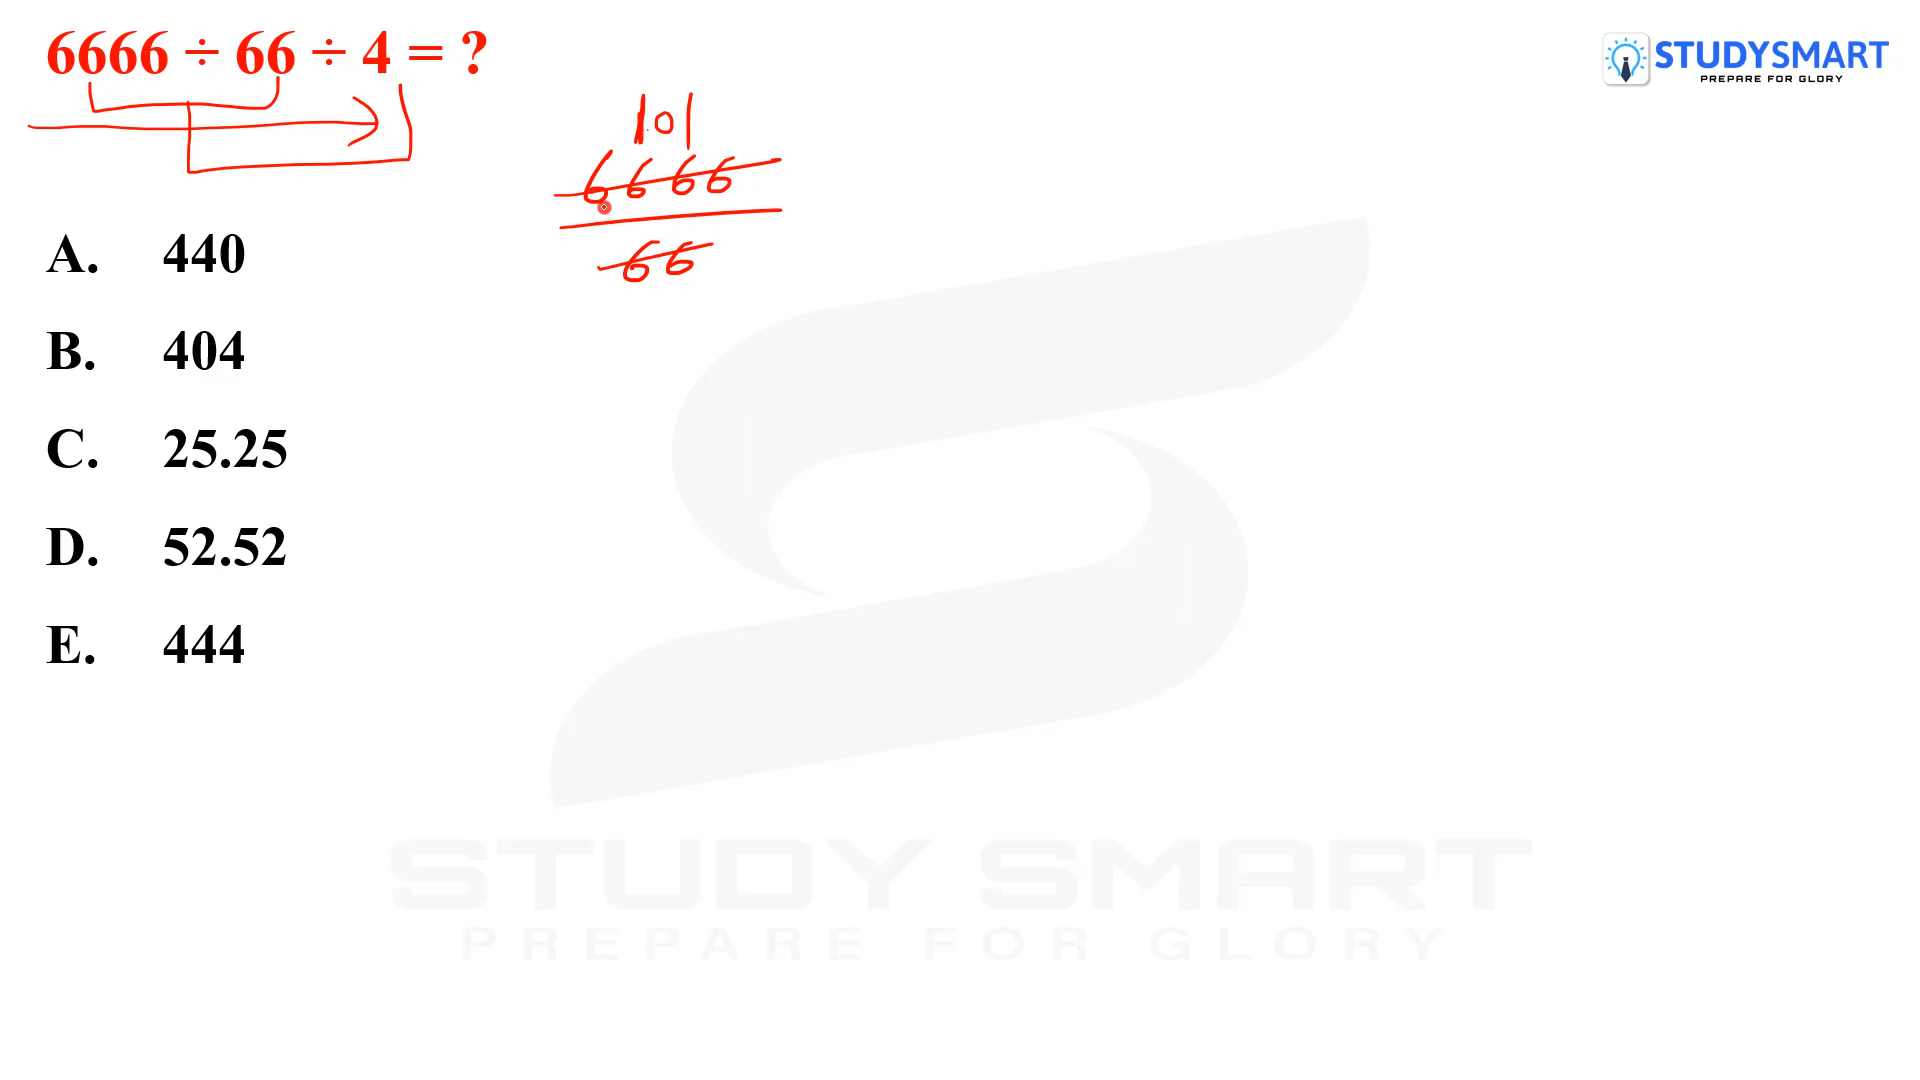 6666 ÷ 66 ÷ 4 = ?
STUDYSMART
PREPARE FOR GLORY
101
6666
66
A. 440
B. 404
C. 25.25
D. 52.52
E. 444
STUDY SMART
PREPARE FOR GLORY